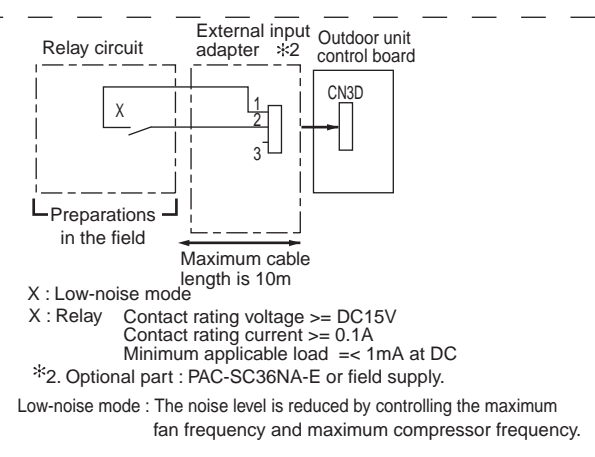 Relay circuit
External input
adapter ✻2
Outdoor unit
control board
CN3D
X
1
2
3
Preparations
in the field
Maximum cable
length is 10m
X : Low-noise mode
X : Relay Contact rating voltage >= DC15V
Contact rating current >= 0.1A
Minimum applicable load =< 1mA at DC
✻2. Optional part : PAC-SC36NA-E or field supply.
Low-noise mode : The noise level is reduced by controlling the maximum
fan frequency and maximum compressor frequency.